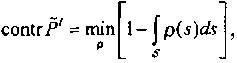 contr P̃^I = min_ρ [1 − ∫_S ρ(s)ds],